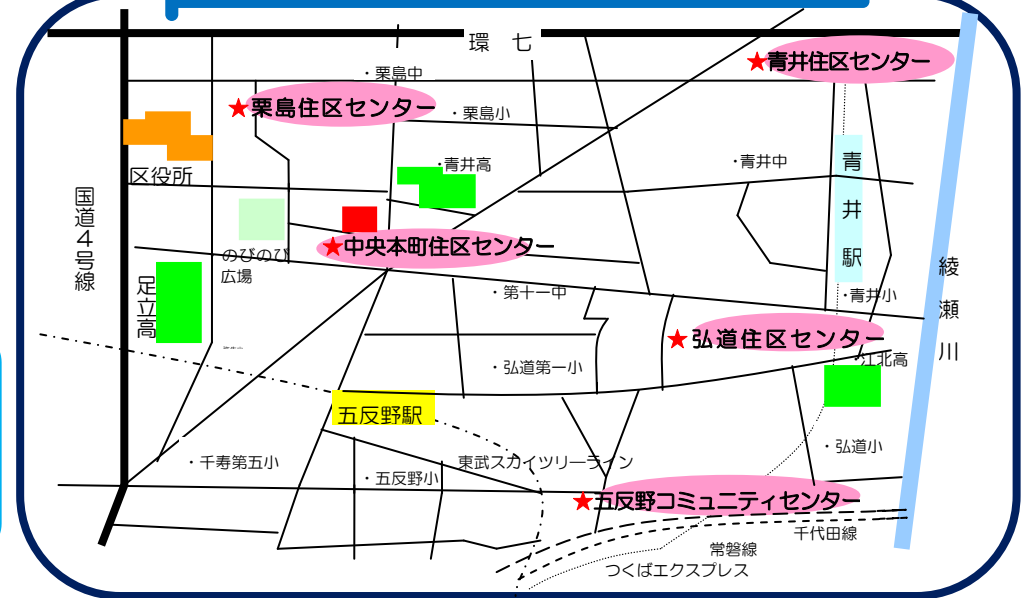 環　七
★青井住区センター
・栗島中
★栗島住区センター
・栗島小
・青井高
・青井中
青井駅
区役所
国道４号線
のびのび
広場
★中央本町住区センター
足立高
綾瀬川
・第十一中
・青井小
★弘道住区センター
・弘道第一小
江北高
五反野駅
・弘道小
・千寿第五小
東武スカイツリーライン
・五反野小
★五反野コミュニティセンター
千代田線
常磐線
つくばエクスプレス